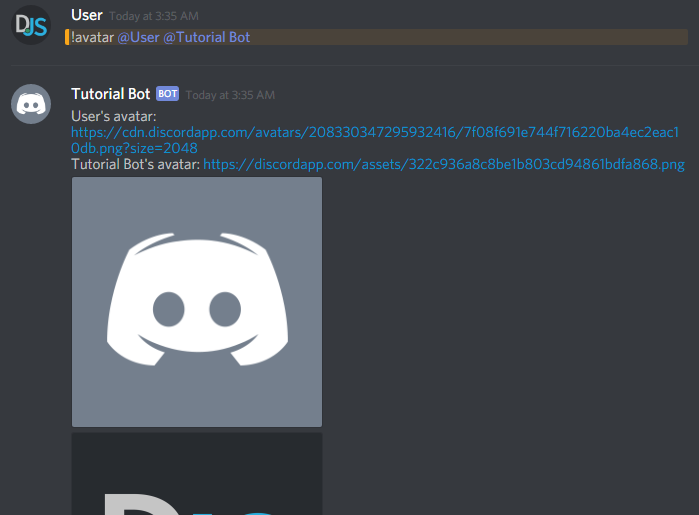 DJS
User Today at 3:35 AM
!avatar @User @Tutorial Bot
Tutorial Bot BOT Today at 3:35 AM
User's avatar:
https://cdn.discordapp.com/avatars/208330347295932416/7f08f691e744f716220ba4ec2eac1
0db.png?size=2048
Tutorial Bot's avatar: https://discordapp.com/assets/322c936a8c8be1b803cd94861bdfa868.png